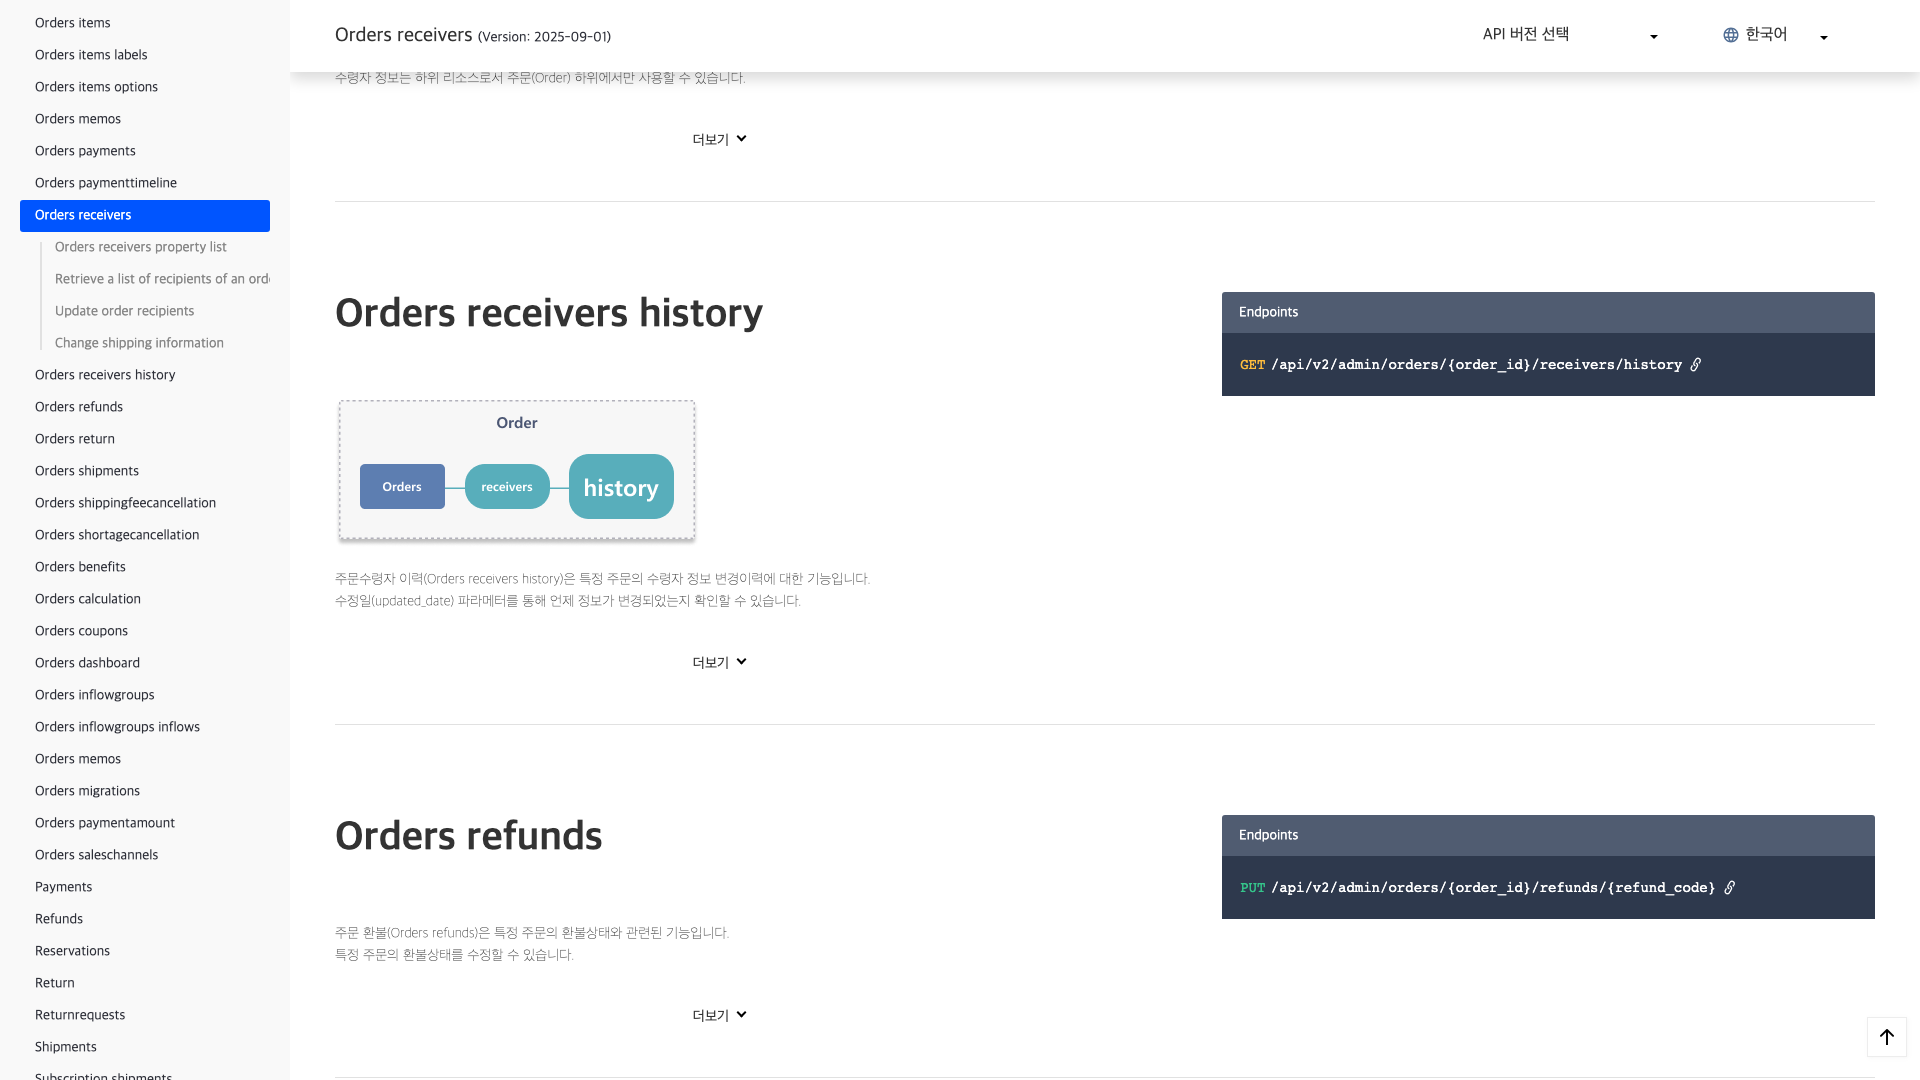 Orders items
Orders items labels
Orders items options
Orders memos
Orders payments
Orders paymenttimeline
Orders receivers
Orders receivers property list
Retrieve a list of recipients of an orde
Update order recipients
Change shipping information
Orders receivers history
Orders refunds
Orders return
Orders shipments
Orders shippingfeecancellation
Orders shortagecancellation
Orders benefits
Orders calculation
Orders coupons
Orders dashboard
Orders inflowgroups
Orders inflowgroups inflows
Orders memos
Orders migrations
Orders paymentamount
Orders saleschannels
Payments
Refunds
Reservations
Return
Returnrequests
Shipments
Subscription shipments
Orders receivers (Version: 2025-09-01)
API 버전 선택
한국어
수령자 정보는 하위 리소스로서 주문(Order) 하위에서만 사용할 수 있습니다.
더보기
Orders receivers history
Endpoints
GET /api/v2/admin/orders/{order_id}/receivers/history
Order
Orders
receivers
history
주문수령자 이력(Orders receivers history)은 특정 주문의 수령자 정보 변경이력에 대한 기능입니다.
수정일(updated_date) 파라메터를 통해 언제 정보가 변경되었는지 확인할 수 있습니다.
더보기
Orders refunds
Endpoints
PUT /api/v2/admin/orders/{order_id}/refunds/{refund_code}
주문 환불(Orders refunds)은 특정 주문의 환불상태와 관련된 기능입니다.
특정 주문의 환불상태를 수정할 수 있습니다.
더보기